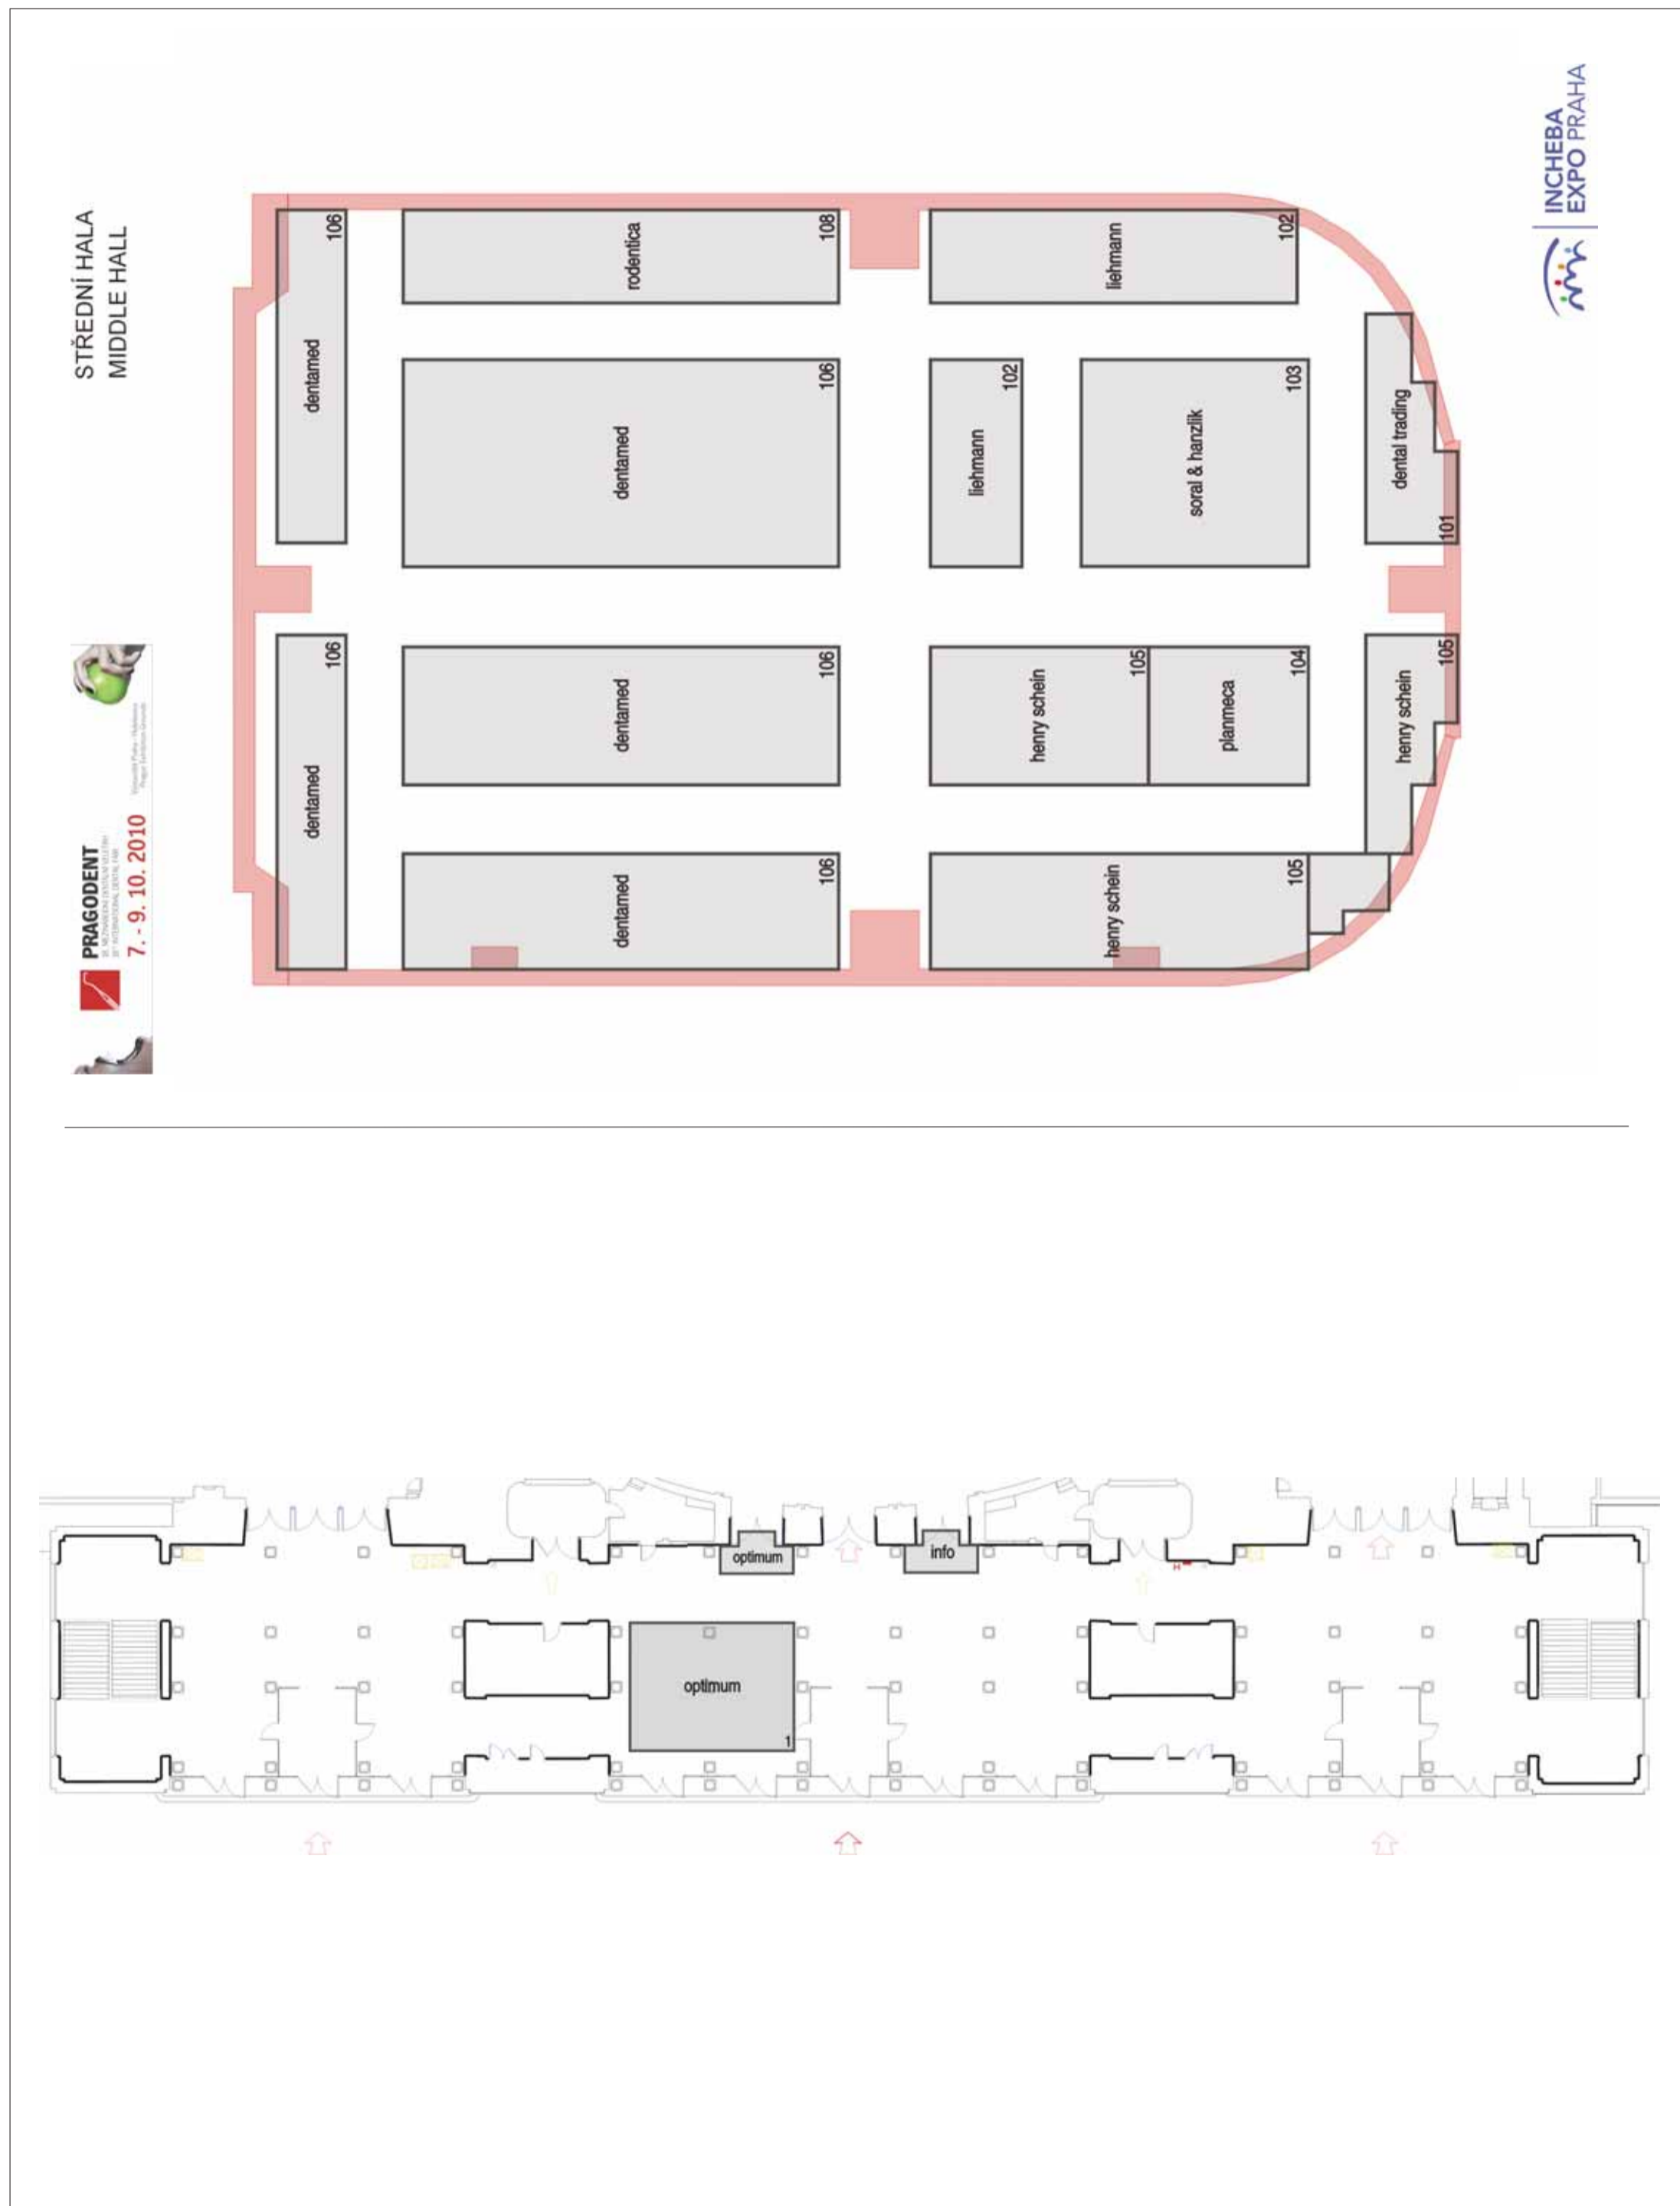 STŘEDNÍ HALA
MIDDLE HALL
PRAGODENT
7. - 9. 10. 2010
INCHEBA
EXPO PRAHA
dentamed
106
dentamed
106
rodentica
108
dentamed
106
dentamed
106
dentamed
106
liehmann
102
liehmann
102
soral & hanzlik
103
henry schein
105
planmeca
104
henry schein
105
dental trading
101
henry schein
105
optimum
info
optimum
1